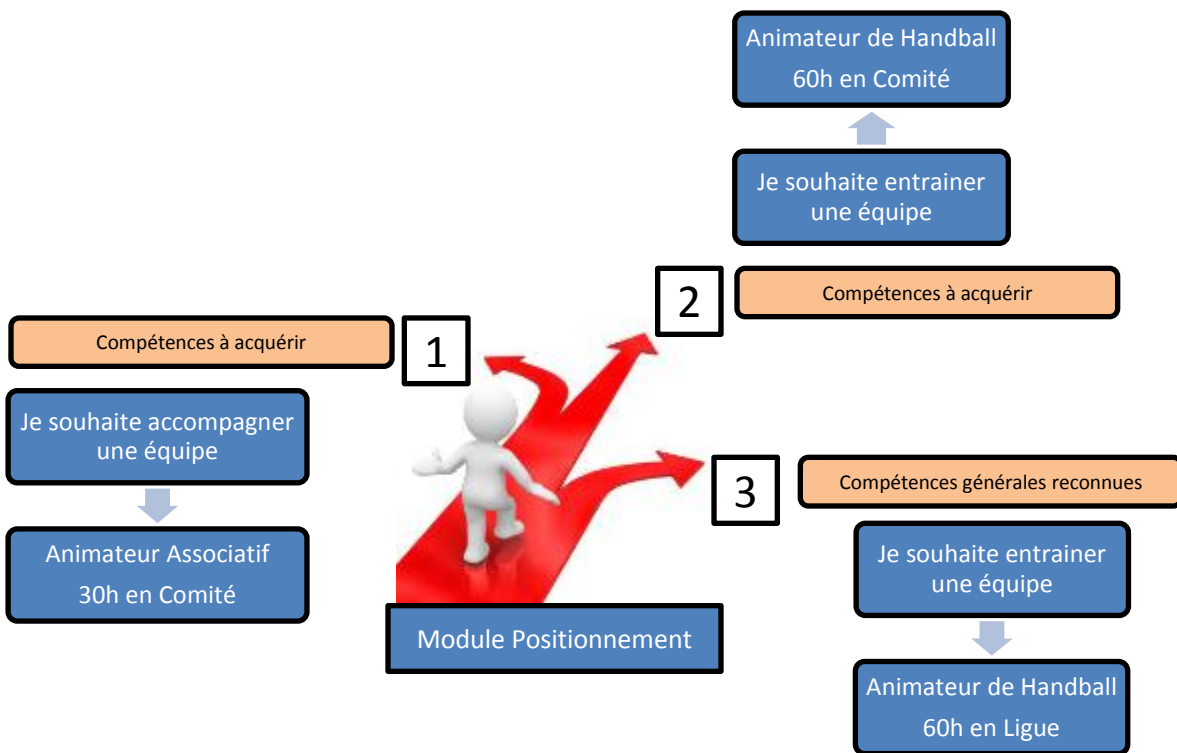 Animateur de Handball
60h en Comité
Je souhaite entrainer
une équipe
2
Compétences à acquérir
1
Compétences à acquérir
Je souhaite accompagner
une équipe
Animateur Associatif
30h en Comité
3
Compétences générales reconnues
Je souhaite entrainer
une équipe
Animateur de Handball
60h en Ligue
Module Positionnement